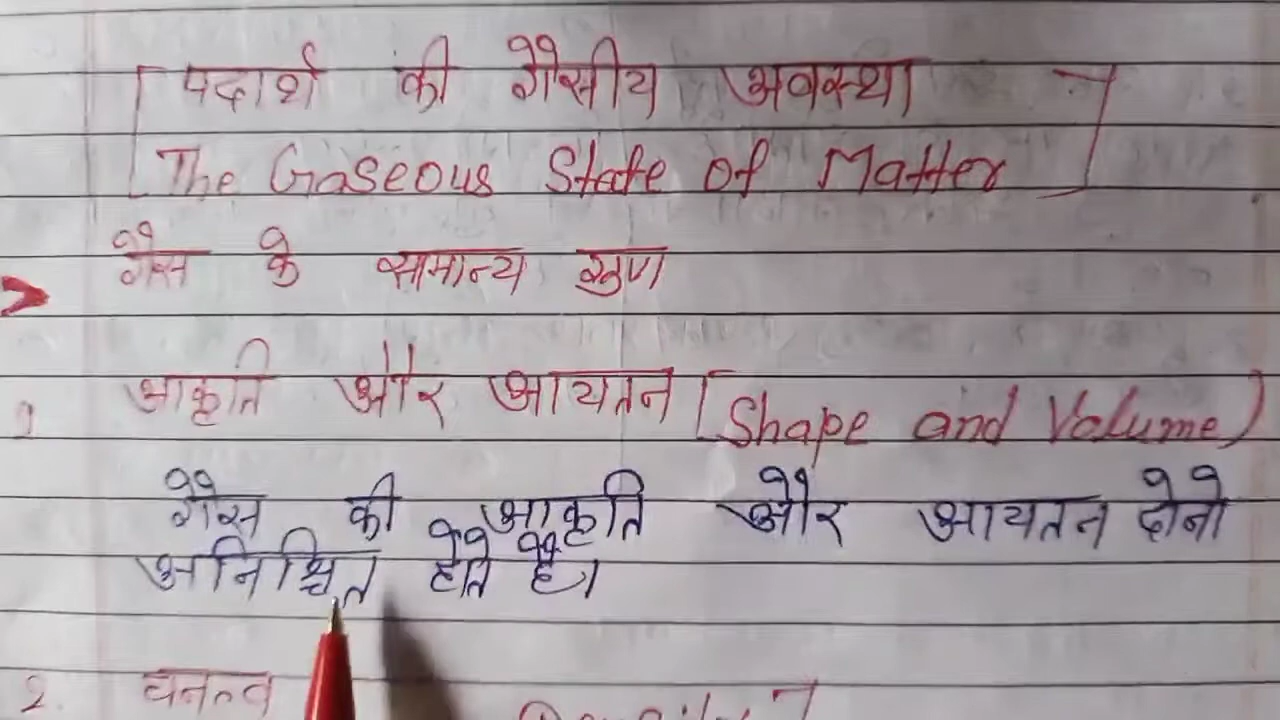 पदार्थ की गैसीय अवस्था
The Gaseous State of Matter
गैस के सामान्य गुण
1 आकृति और आयतन [Shape and Volume)
गैस की आकृति और आयतन दोनो
अनिश्चित होते है।
2. घनत्व